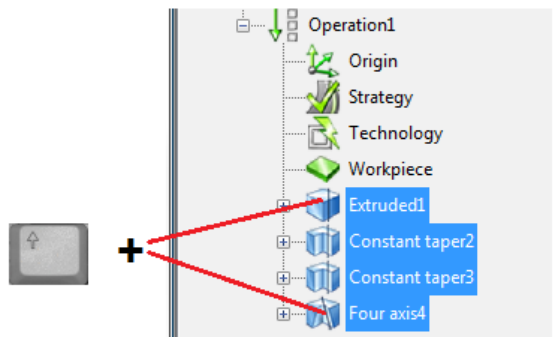 Operation1
Origin
Strategy
Technology
Workpiece
+
Extruded1
Constant taper2
Constant taper3
Four axis4